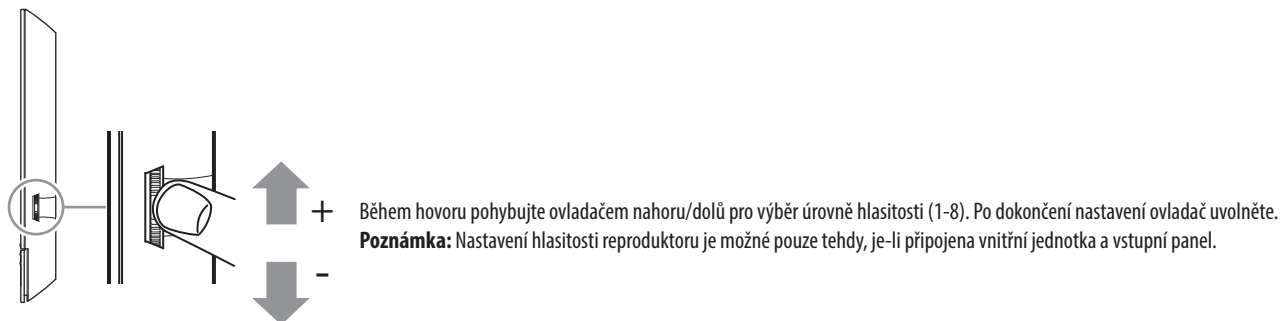 +
Během hovoru pohybujte ovladačem nahoru/dolů pro výběr úrovně hlasitosti (1-8). Po dokončení nastavení ovladač uvolněte.
Poznámka: Nastavení hlasitosti reproduktoru je možné pouze tehdy, je-li připojena vnitřní jednotka a vstupní panel.
-